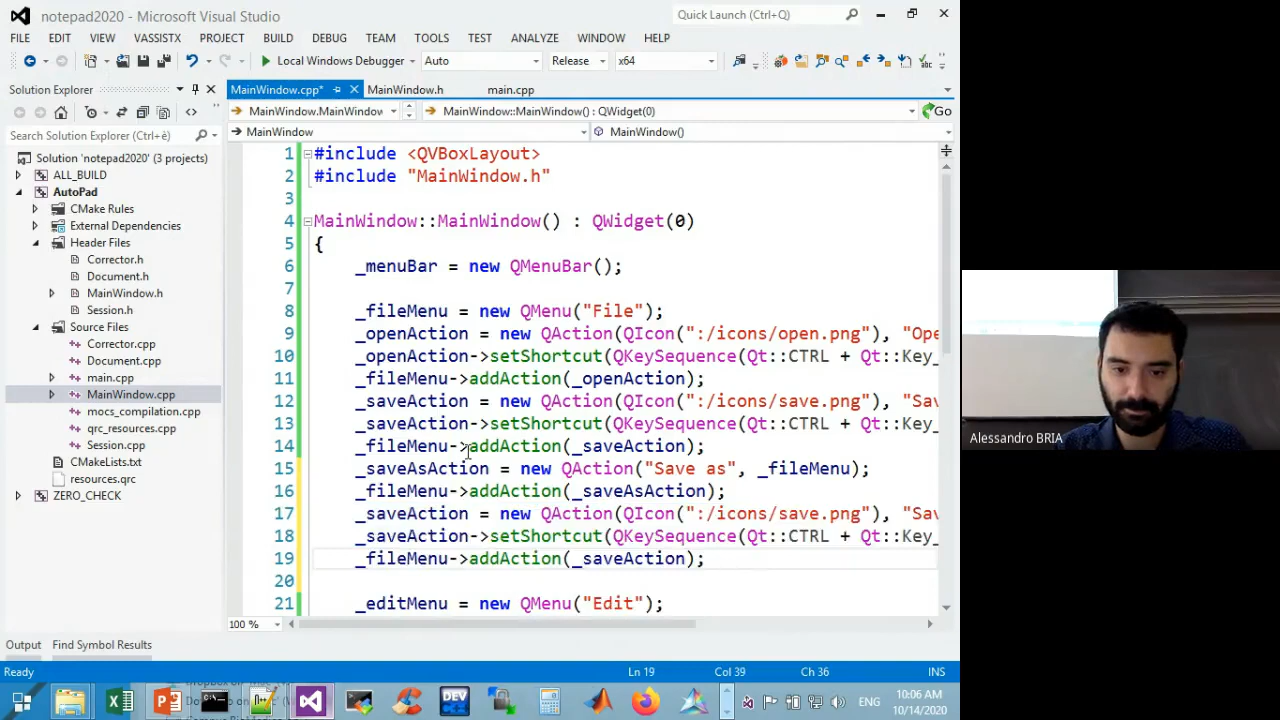 notepad2020 - Microsoft Visual Studio
Quick Launch (Ctrl+Q)
FILE EDIT VIEW VASSISTX PROJECT BUILD DEBUG TEAM TOOLS TEST ANALYZE WINDOW HELP
Local Windows Debugger Auto Release x64
Solution Explorer
MainWindow.cpp* MainWindow.h main.cpp
MainWindow.MainWindow MainWindow::MainWindow() : QWidget(0) Go
Search Solution Explorer (Ctrl+è)
MainWindow MainWindow()
Solution 'notepad2020' (3 projects)
ALL_BUILD
AutoPad
CMake Rules
External Dependencies
Header Files
Corrector.h
Document.h
MainWindow.h
Session.h
Source Files
Corrector.cpp
Document.cpp
main.cpp
MainWindow.cpp
mocs_compilation.cpp
qrc_resources.cpp
Session.cpp
CMakeLists.txt
resources.qrc
ZERO_CHECK
1 #include <QVBoxLayout>
2 #include "MainWindow.h"
3
4 MainWindow::MainWindow() : QWidget(0)
5 {
6 _menuBar = new QMenuBar();
7
8 _fileMenu = new QMenu("File");
9 _openAction = new QAction(QIcon(":/icons/open.png"), "Ope
10 _openAction->setShortcut(QKeySequence(Qt::CTRL + Qt::Key_
11 _fileMenu->addAction(_openAction);
12 _saveAction = new QAction(QIcon(":/icons/save.png"), "Sav
13 _saveAction->setShortcut(QKeySequence(Qt::CTRL + Qt::Key_
14 _fileMenu->addAction(_saveAction);
15 _saveAsAction = new QAction("Save as", _fileMenu);
16 _fileMenu->addAction(_saveAsAction);
17 _saveAction = new QAction(QIcon(":/icons/save.png"), "Sav
18 _saveAction->setShortcut(QKeySequence(Qt::CTRL + Qt::Key_
19 _fileMenu->addAction(_saveAction);
20
21 _editMenu = new QMenu("Edit");
100 %
Output Find Symbol Results
Ready Ln 19 Col 39 Ch 36 INS
DEV
ENG
10:06 AM
10/14/2020
Alessandro BRIA